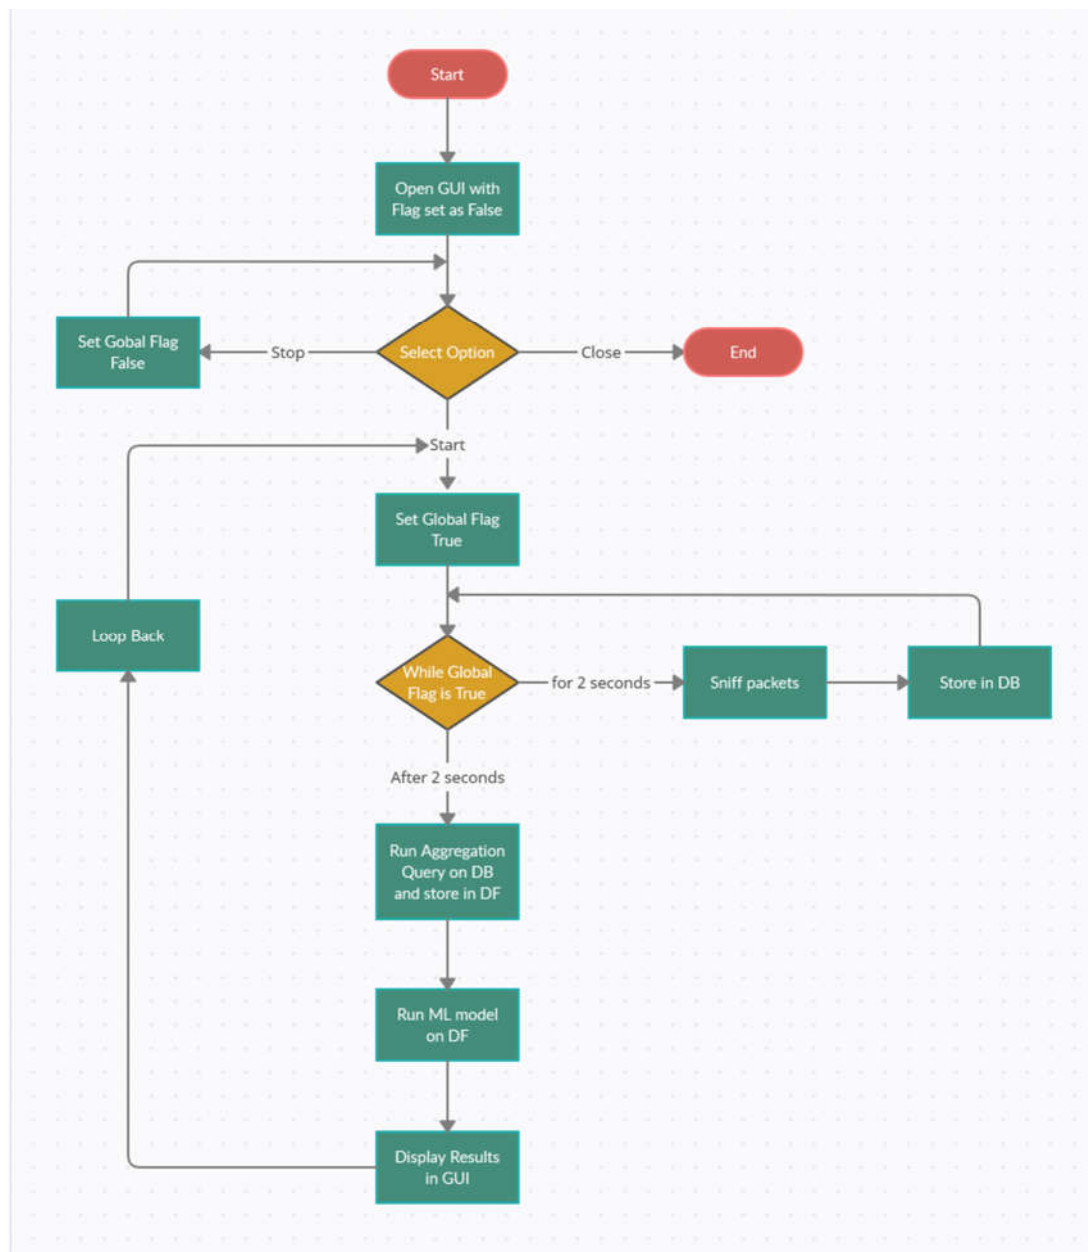 Start
Open GUI with
Flag set as False
Set Gobal Flag
False
Stop
Select Option
Close
End
Start
Set Global Flag
True
Loop Back
While Global
Flag is True
for 2 seconds
Sniff packets
Store in DB
After 2 seconds
Run Aggregation
Query on DB
and store in DF
Run ML model
on DF
Display Results
in GUI